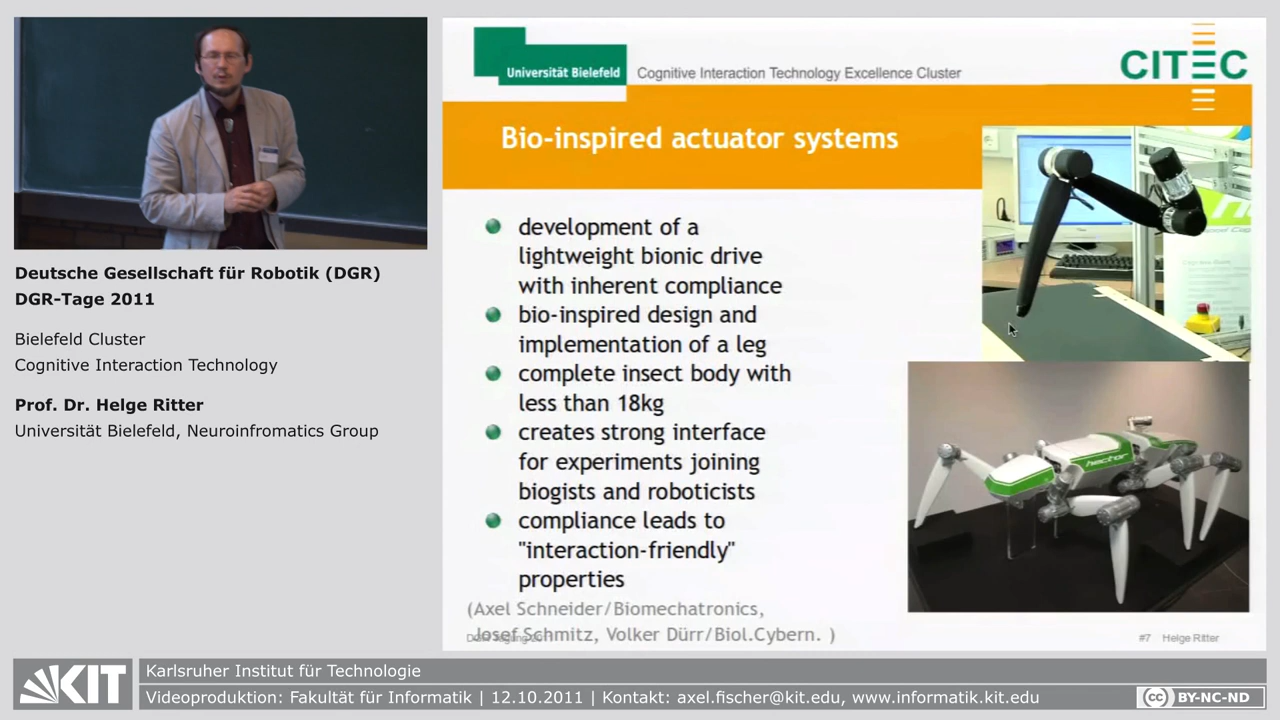 Deutsche Gesellschaft für Robotik (DGR)
DGR-Tage 2011
Bielefeld Cluster
Cognitive Interaction Technology
Prof. Dr. Helge Ritter
Universität Bielefeld, Neuroinfromatics Group
Universität Bielefeld
Cognitive Interaction Technology Excellence Cluster
CITEC
Bio-inspired actuator systems
development of a
lightweight bionic drive
with inherent compliance
bio-inspired design and
implementation of a leg
complete insect body with
less than 18kg
creates strong interface
for experiments joining
biogists and roboticists
compliance leads to
"interaction-friendly"
properties
(Axel Schneider/Biomechatronics,
Josef Schmitz, Volker Dürr/Biol.Cybern. )
#7 Helge Ritter
hector
KIT
Karlsruher Institut für Technologie
Videoproduktion: Fakultät für Informatik | 12.10.2011 | Kontakt: axel.fischer@kit.edu, www.informatik.kit.edu
cc BY-NC-ND